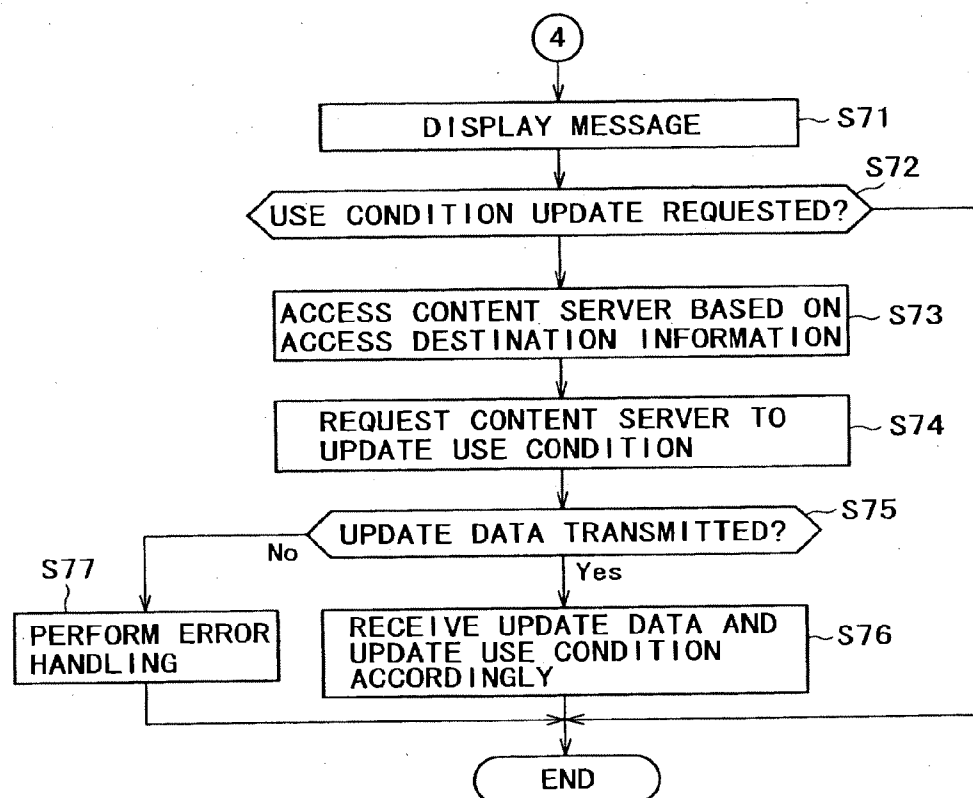 4
DISPLAY MESSAGE
S71
S72
USE CONDITION UPDATE REQUESTED?
ACCESS CONTENT SERVER BASED ON
ACCESS DESTINATION INFORMATION
S73
REQUEST CONTENT SERVER TO
UPDATE USE CONDITION
S74
S75
UPDATE DATA TRANSMITTED?
No
Yes
S77
PERFORM ERROR
HANDLING
RECEIVE UPDATE DATA AND
UPDATE USE CONDITION
ACCORDINGLY
S76
END